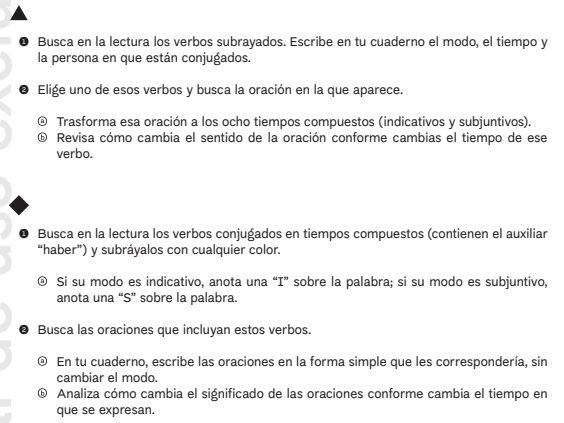 ❶ Busca en la lectura los verbos subrayados. Escribe en tu cuaderno el modo, el tiempo y
la persona en que están conjugados.
❷ Elige uno de esos verbos y busca la oración en la que aparece.
ⓐ Trasforma esa oración a los ocho tiempos compuestos (indicativos y subjuntivos).
ⓑ Revisa cómo cambia el sentido de la oración conforme cambias el tiempo de ese
verbo.
❶ Busca en la lectura los verbos conjugados en tiempos compuestos (contienen el auxiliar
“haber”) y subráyalos con cualquier color.
ⓐ Si su modo es indicativo, anota una “I” sobre la palabra; si su modo es subjuntivo,
anota una “S” sobre la palabra.
❷ Busca las oraciones que incluyan estos verbos.
ⓐ En tu cuaderno, escribe las oraciones en la forma simple que les correspondería, sin
cambiar el modo.
ⓑ Analiza cómo cambia el significado de las oraciones conforme cambia el tiempo en
que se expresan.